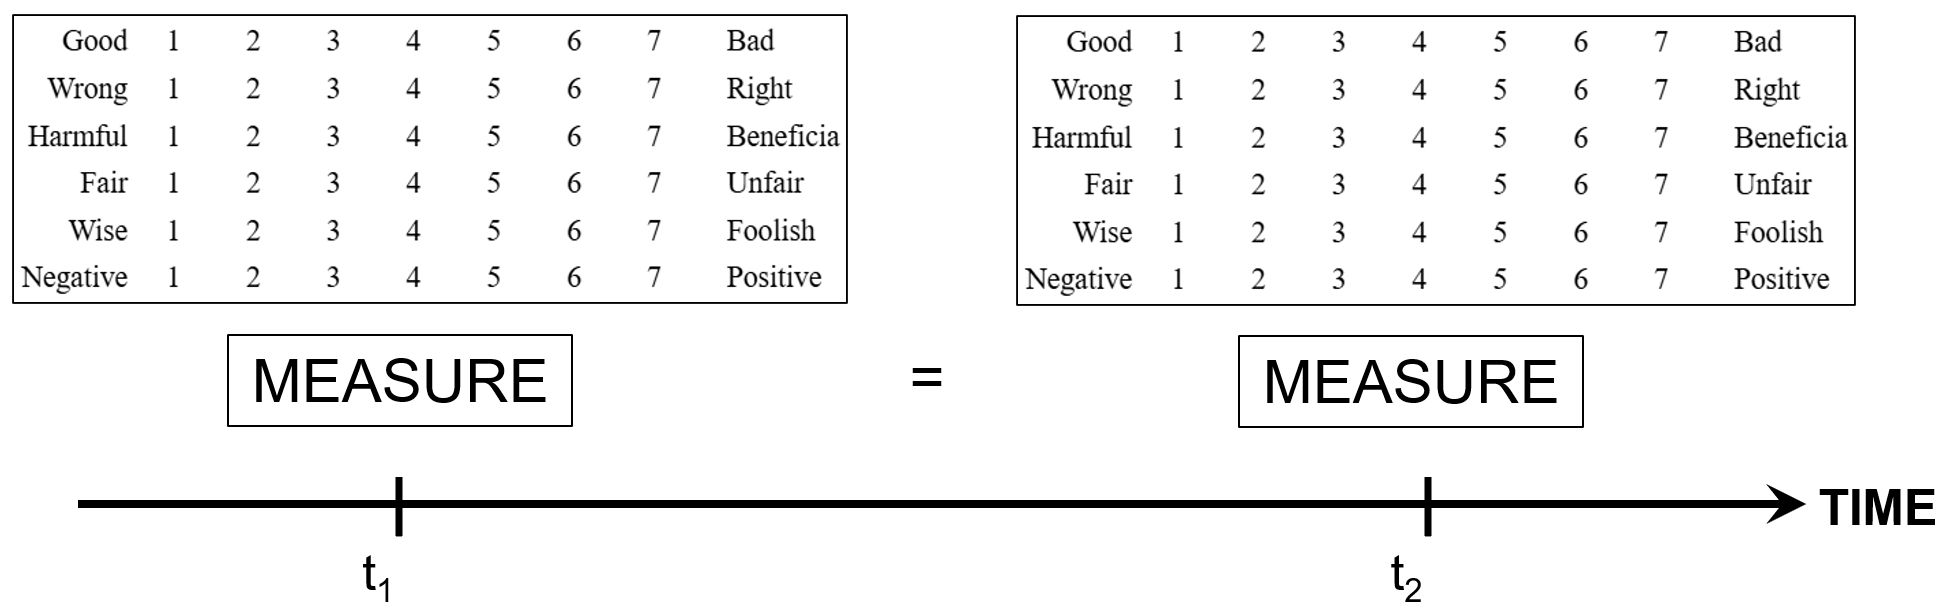 Good 1 2 3 4 5 6 7 Bad
Wrong 1 2 3 4 5 6 7 Right
Harmful 1 2 3 4 5 6 7 Beneficia
Fair 1 2 3 4 5 6 7 Unfair
Wise 1 2 3 4 5 6 7 Foolish
Negative 1 2 3 4 5 6 7 Positive
Good 1 2 3 4 5 6 7 Bad
Wrong 1 2 3 4 5 6 7 Right
Harmful 1 2 3 4 5 6 7 Beneficia
Fair 1 2 3 4 5 6 7 Unfair
Wise 1 2 3 4 5 6 7 Foolish
Negative 1 2 3 4 5 6 7 Positive
MEASURE = MEASURE
TIME
t1 t2